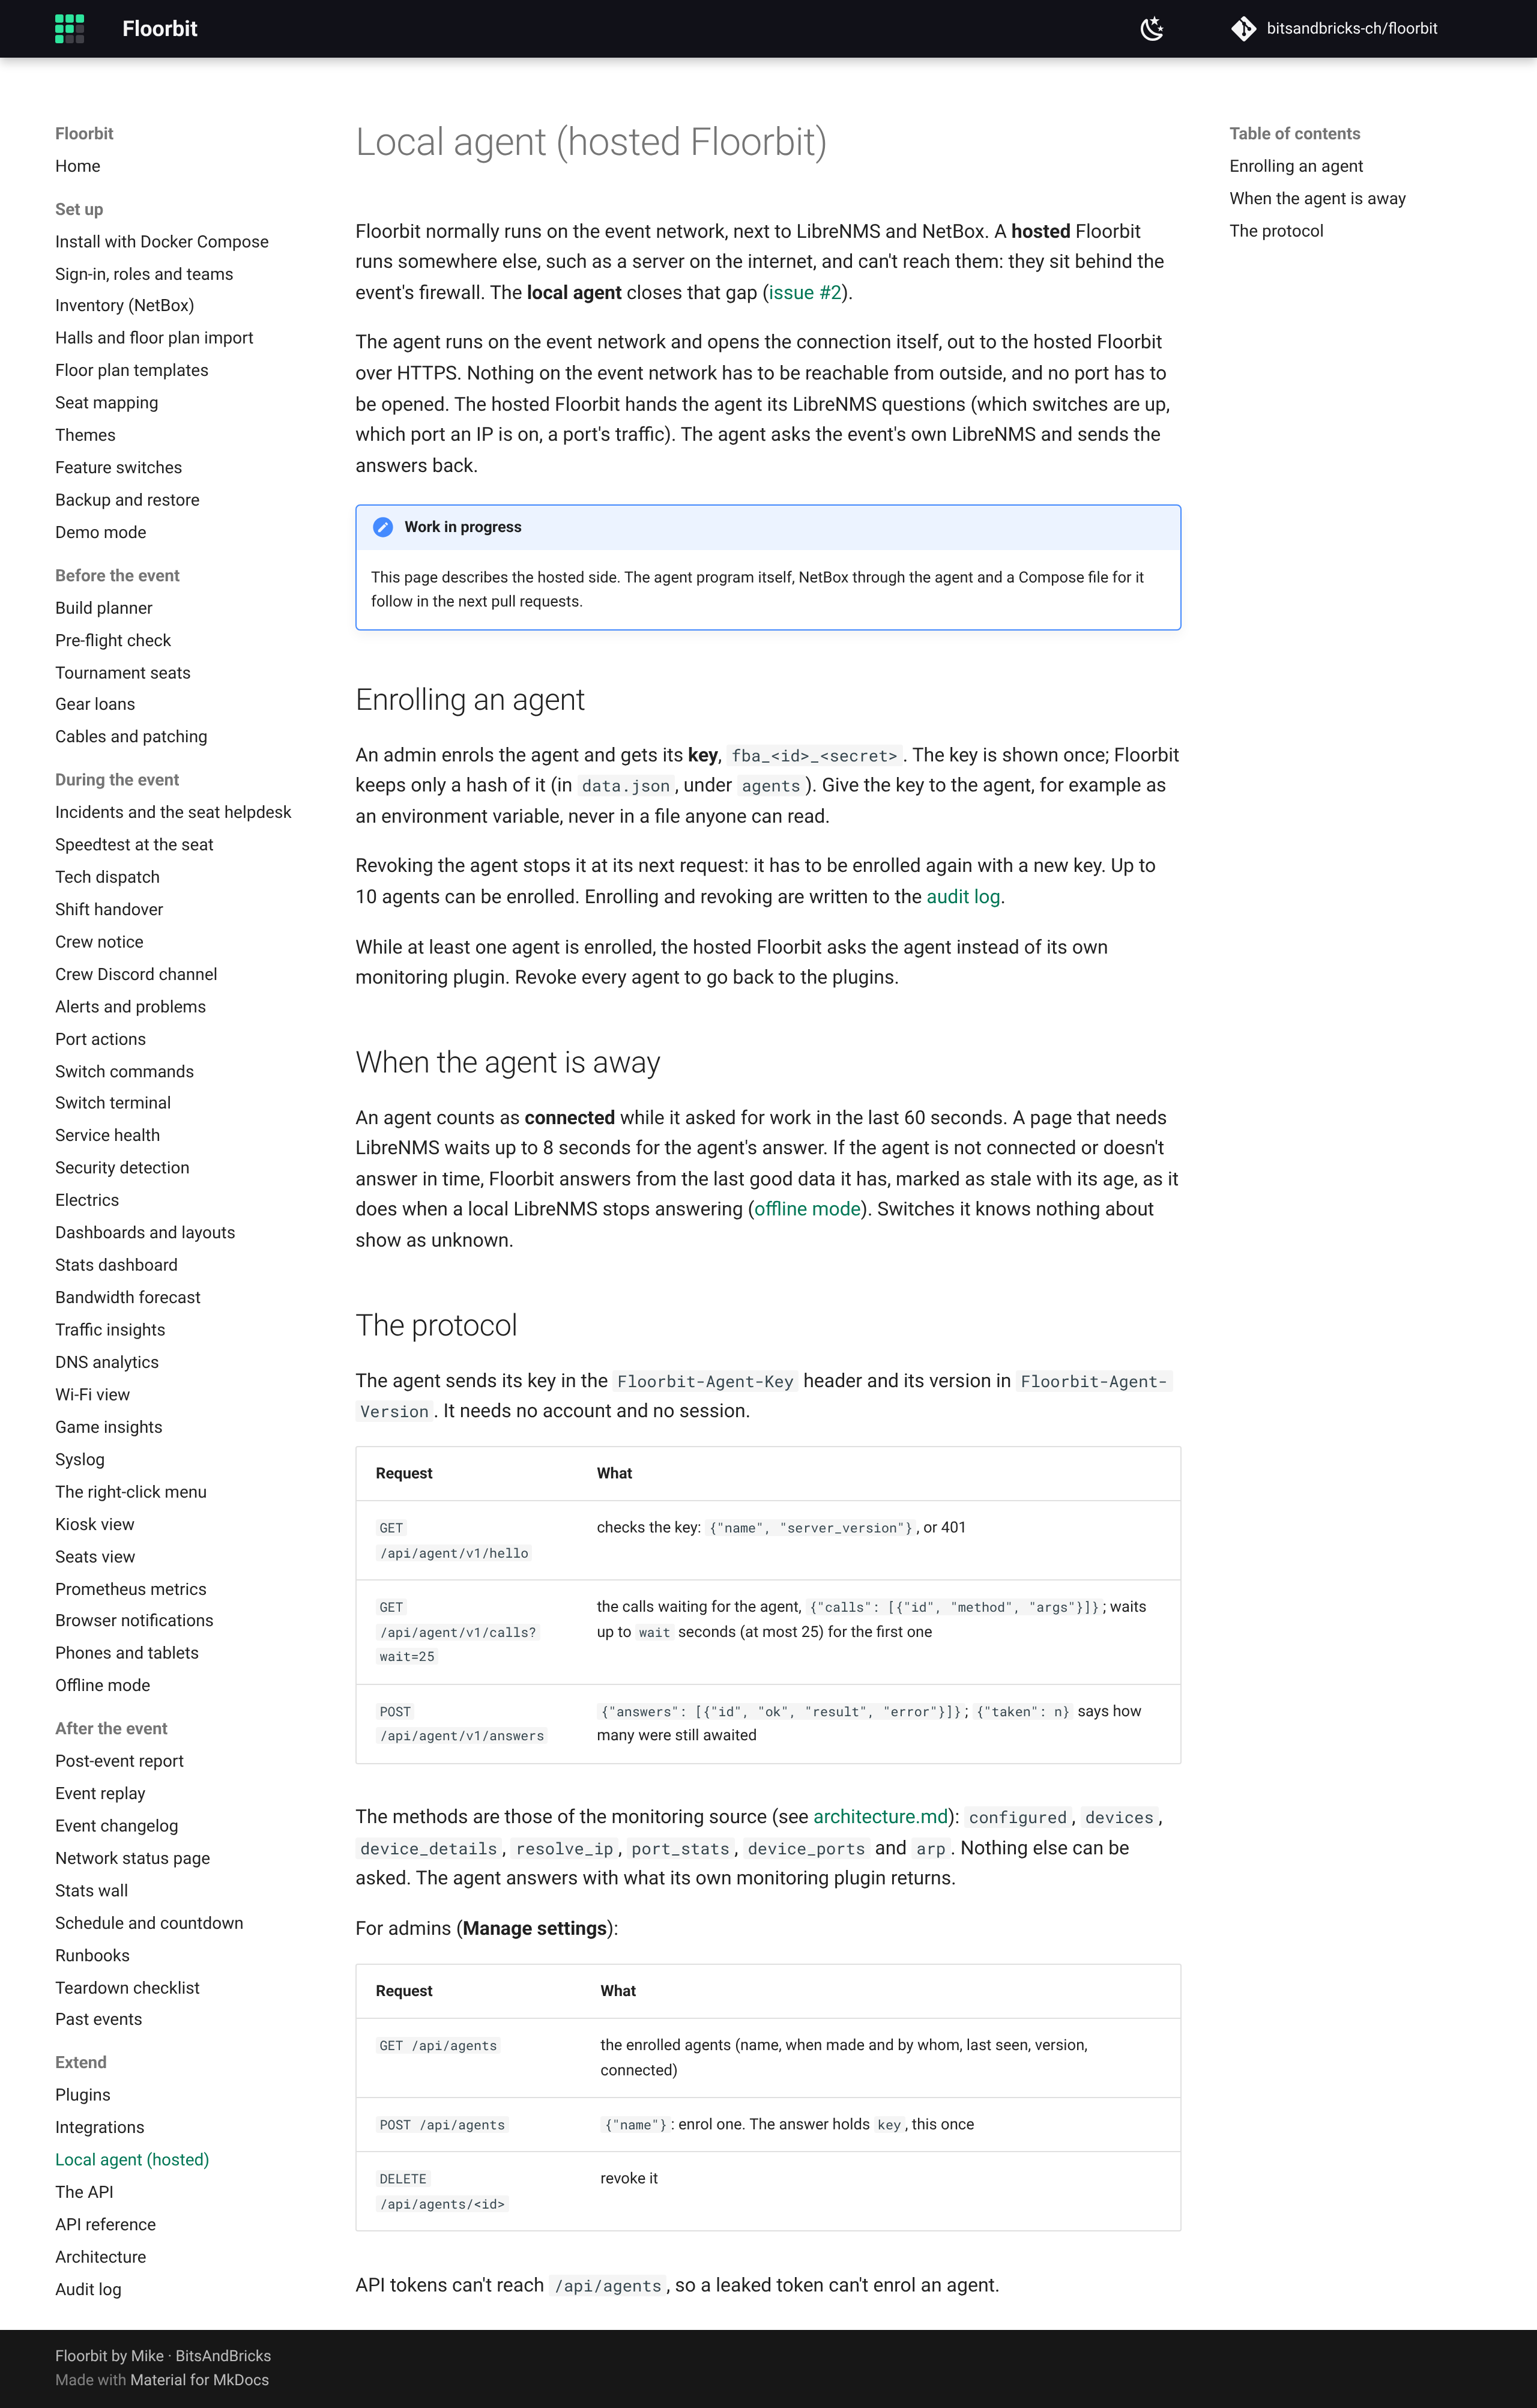 Floorbit
bitsandbricks-ch/floorbit
Floorbit
Home
Set up
Install with Docker Compose
Sign-in, roles and teams
Inventory (NetBox)
Halls and floor plan import
Floor plan templates
Seat mapping
Themes
Feature switches
Backup and restore
Demo mode
Before the event
Build planner
Pre-flight check
Tournament seats
Gear loans
Cables and patching
During the event
Incidents and the seat helpdesk
Speedtest at the seat
Tech dispatch
Shift handover
Crew notice
Crew Discord channel
Alerts and problems
Port actions
Switch commands
Switch terminal
Service health
Security detection
Electrics
Dashboards and layouts
Stats dashboard
Bandwidth forecast
Traffic insights
DNS analytics
Wi-Fi view
Game insights
Syslog
The right-click menu
Kiosk view
Seats view
Prometheus metrics
Browser notifications
Phones and tablets
Offline mode
After the event
Post-event report
Event replay
Event changelog
Network status page
Stats wall
Schedule and countdown
Runbooks
Teardown checklist
Past events
Extend
Plugins
Integrations
Local agent (hosted)
The API
API reference
Architecture
Audit log
Local agent (hosted Floorbit)
Floorbit normally runs on the event network, next to LibreNMS and NetBox. A hosted Floorbit
runs somewhere else, such as a server on the internet, and can't reach them: they sit behind the
event's firewall. The local agent closes that gap (issue #2).
The agent runs on the event network and opens the connection itself, out to the hosted Floorbit
over HTTPS. Nothing on the event network has to be reachable from outside, and no port has to
be opened. The hosted Floorbit hands the agent its LibreNMS questions (which switches are up,
which port an IP is on, a port's traffic). The agent asks the event's own LibreNMS and sends the
answers back.
Work in progress
This page describes the hosted side. The agent program itself, NetBox through the agent and a Compose file for it
follow in the next pull requests.
Enrolling an agent
An admin enrols the agent and gets its key, fba_<id>_<secret>. The key is shown once; Floorbit
keeps only a hash of it (in data.json, under agents). Give the key to the agent, for example as
an environment variable, never in a file anyone can read.
Revoking the agent stops it at its next request: it has to be enrolled again with a new key. Up to
10 agents can be enrolled. Enrolling and revoking are written to the audit log.
While at least one agent is enrolled, the hosted Floorbit asks the agent instead of its own
monitoring plugin. Revoke every agent to go back to the plugins.
When the agent is away
An agent counts as connected while it asked for work in the last 60 seconds. A page that needs
LibreNMS waits up to 8 seconds for the agent's answer. If the agent is not connected or doesn't
answer in time, Floorbit answers from the last good data it has, marked as stale with its age, as it
does when a local LibreNMS stops answering (offline mode). Switches it knows nothing about
show as unknown.
The protocol
The agent sends its key in the Floorbit-Agent-Key header and its version in Floorbit-Agent-
Version. It needs no account and no session.
Request What
GET checks the key: {"name", "server_version"}, or 401
/api/agent/v1/hello
GET the calls waiting for the agent, {"calls": [{"id", "method", "args"}]}; waits
/api/agent/v1/calls? up to wait seconds (at most 25) for the first one
wait=25
POST {"answers": [{"id", "ok", "result", "error"}]}; {"taken": n} says how
/api/agent/v1/answers many were still awaited
The methods are those of the monitoring source (see architecture.md): configured, devices,
device_details, resolve_ip, port_stats, device_ports and arp. Nothing else can be
asked. The agent answers with what its own monitoring plugin returns.
For admins (Manage settings):
Request What
GET /api/agents the enrolled agents (name, when made and by whom, last seen, version,
connected)
POST /api/agents {"name"}: enrol one. The answer holds key, this once
DELETE revoke it
/api/agents/<id>
API tokens can't reach /api/agents, so a leaked token can't enrol an agent.
Table of contents
Enrolling an agent
When the agent is away
The protocol
Floorbit by Mike · BitsAndBricks
Made with Material for MkDocs